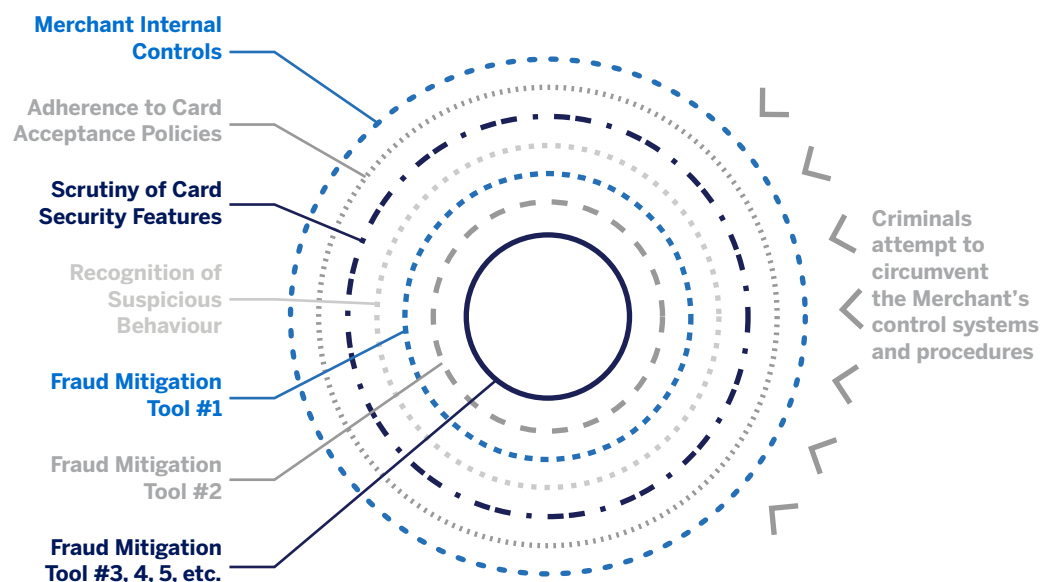 Merchant Internal
Controls
Adherence to Card
Acceptance Policies
Scrutiny of Card
Security Features
Recognition of
Suspicious
Behaviour
Fraud Mitigation
Tool #1
Fraud Mitigation
Tool #2
Fraud Mitigation
Tool #3, 4, 5, etc.
Criminals
attempt to
circumvent
the Merchant’s
control systems
and procedures